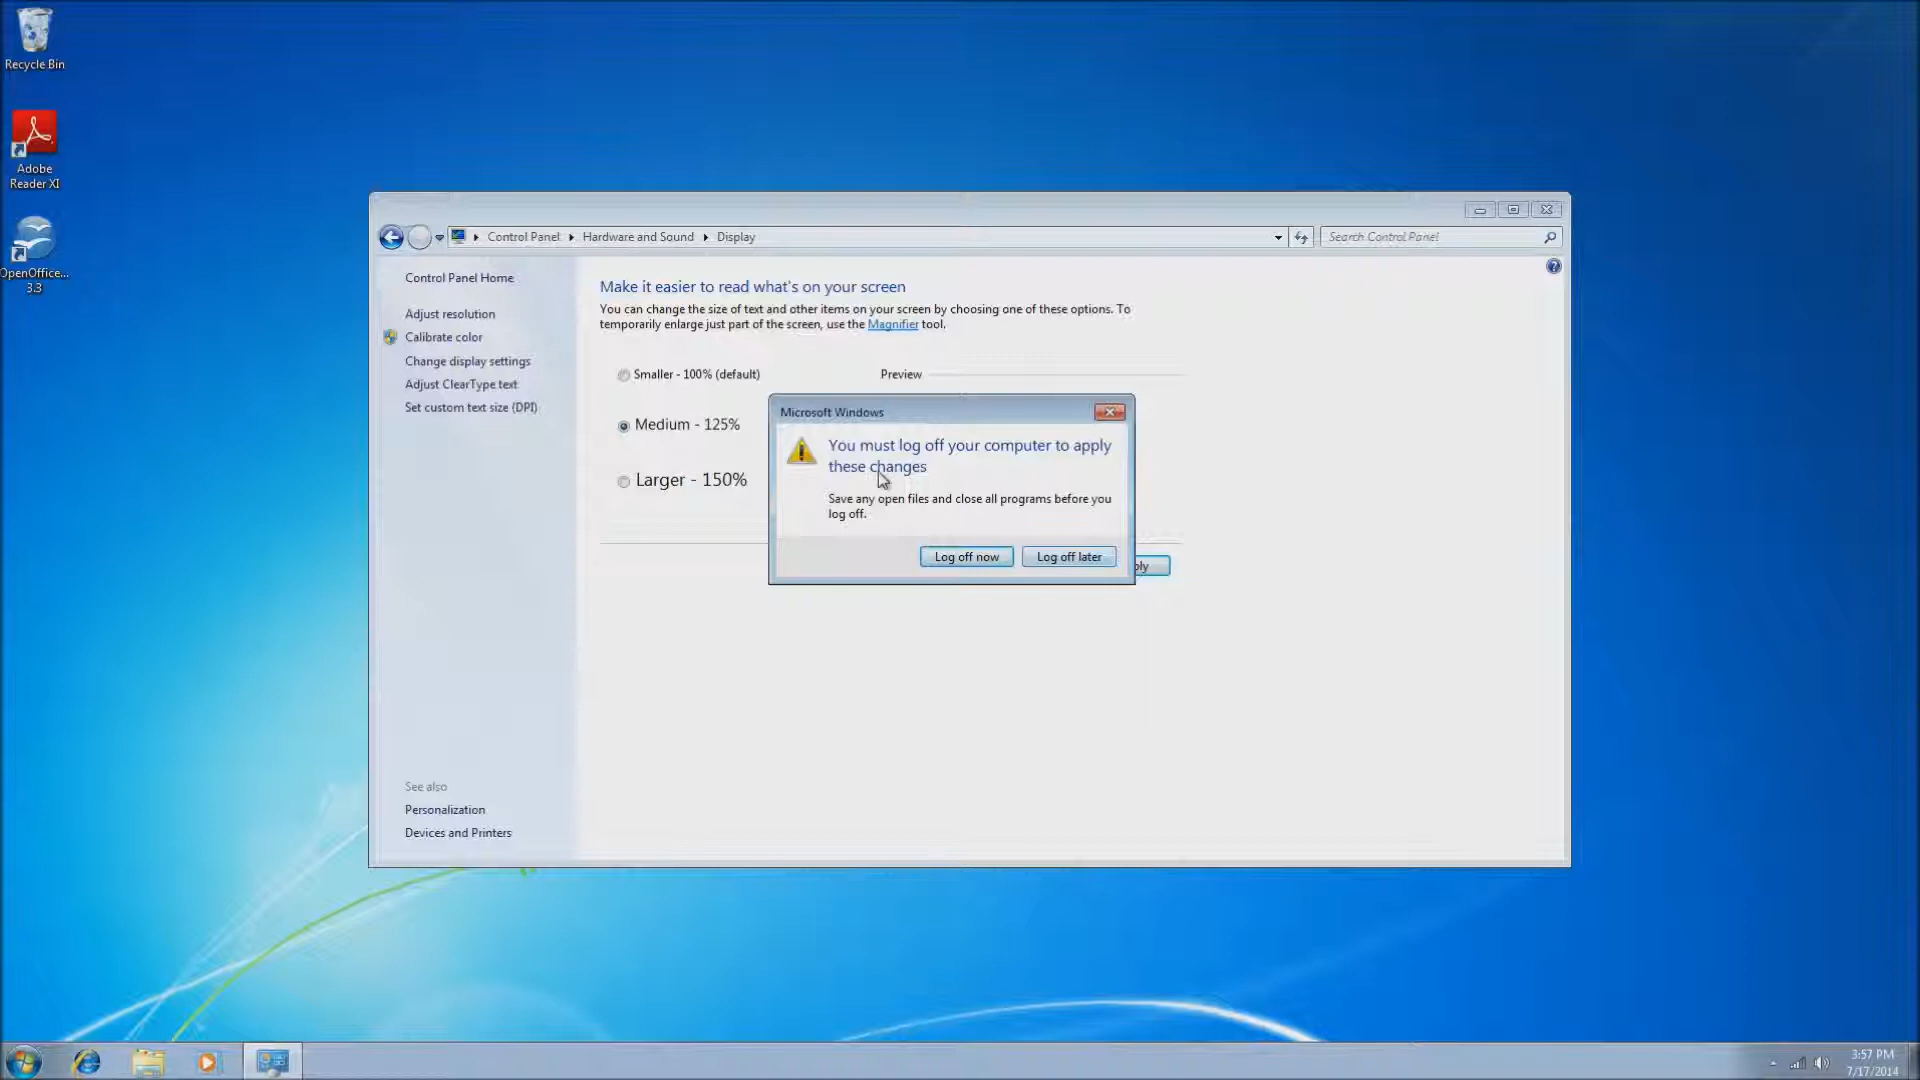 Recycle Bin
Adobe
Reader XI
OpenOffice...
3.3
Control Panel
Hardware and Sound
Display
Search Control Panel
Control Panel Home
Adjust resolution
Calibrate color
Change display settings
Adjust ClearType text
Set custom text size (DPI)
See also
Personalization
Devices and Printers
Make it easier to read what's on your screen
You can change the size of text and other items on your screen by choosing one of these options. To
temporarily enlarge just part of the screen, use the Magnifier tool.
Smaller - 100% (default)
Preview
Medium - 125%
Larger - 150%
Microsoft Windows
You must log off your computer to apply
these changes
Save any open files and close all programs before you
log off.
Log off now
Log off later
ply
3:57 PM
7/17/2014